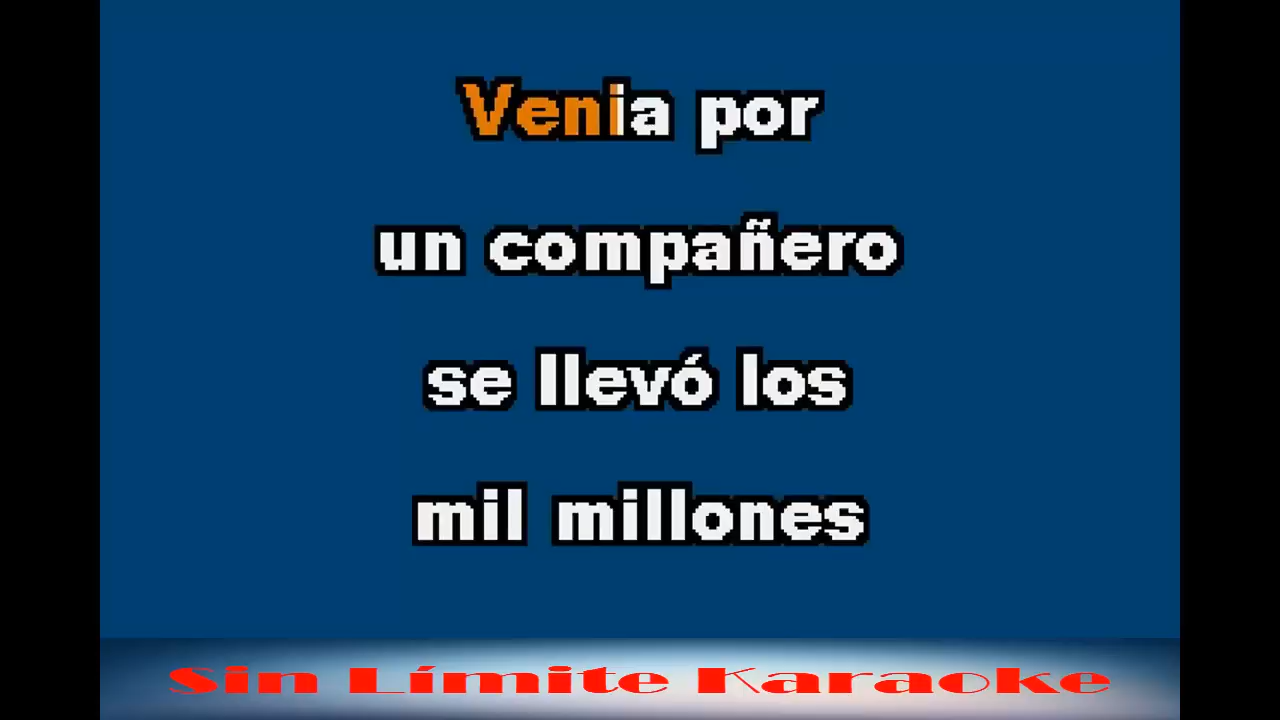 Venia por
un compañero
se llevó los
mil millones
Sin Límite Karaoke